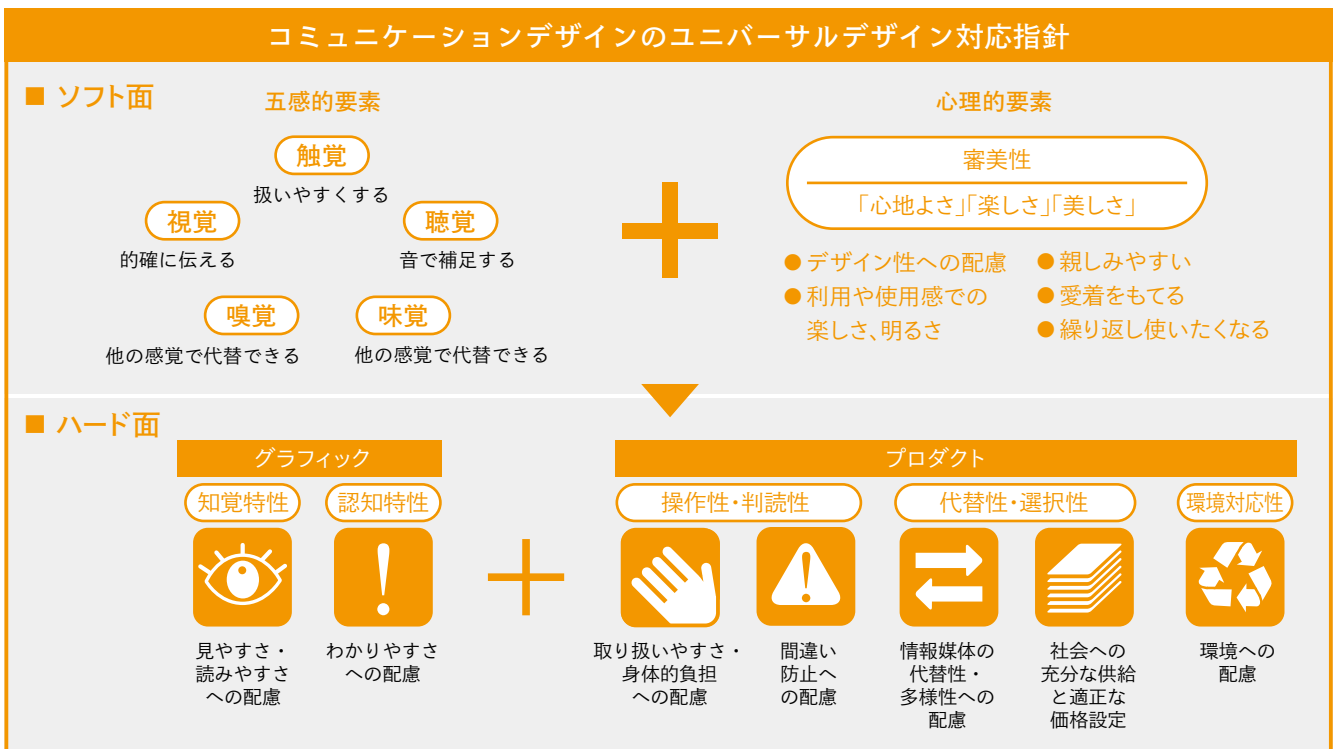 コミュニケーションデザインのユニバーサルデザイン対応指針
■ ソフト面
五感的要素
触覚
扱いやすくする
視覚
的確に伝える
聴覚
音で補足する
嗅覚
他の感覚で代替できる
味覚
他の感覚で代替できる
心理的要素
審美性
「心地よさ」「楽しさ」「美しさ」
●デザイン性への配慮
●利用や使用感での
楽しさ、明るさ
●親しみやすい
●愛着をもてる
●繰り返し使いたくなる
■ ハード面
グラフィック
知覚特性
見やすさ・
読みやすさ
への配慮
認知特性
わかりやすさ
への配慮
プロダクト
操作性・判読性
取り扱いやすさ・
身体的負担
への配慮
間違い
防止へ
の配慮
代替性・選択性
情報媒体の
代替性・
多様性への
配慮
社会への
充分な供給
と適正な
価格設定
環境対応性
環境への
配慮